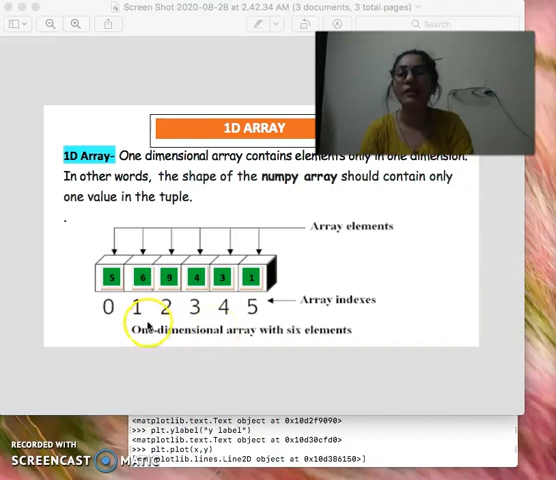 Screen Shot 2020-08-28 at 2.42.34 AM (3 documents, 3 total pages)
Search
1D ARRAY
1D Array- One dimensional array contains elements only in one dimension.
In other words, the shape of the numpy array should contain only
one value in the tuple.
.
Array elements
5 6 9 4 3 1
0 1 2 3 4 5
Array indexes
One-dimensional array with six elements
<matplotlib.text.Text object at 0x10d2f9090>
>>> plt.ylabel("y label")
<matplotlib.text.Text object at 0x10d30cfd0>
>>> plt.plot(x,y)
tplotlib.lines.Line2D object at 0x10d386150>]
RECORDED WITH
SCREENCAST MATIC